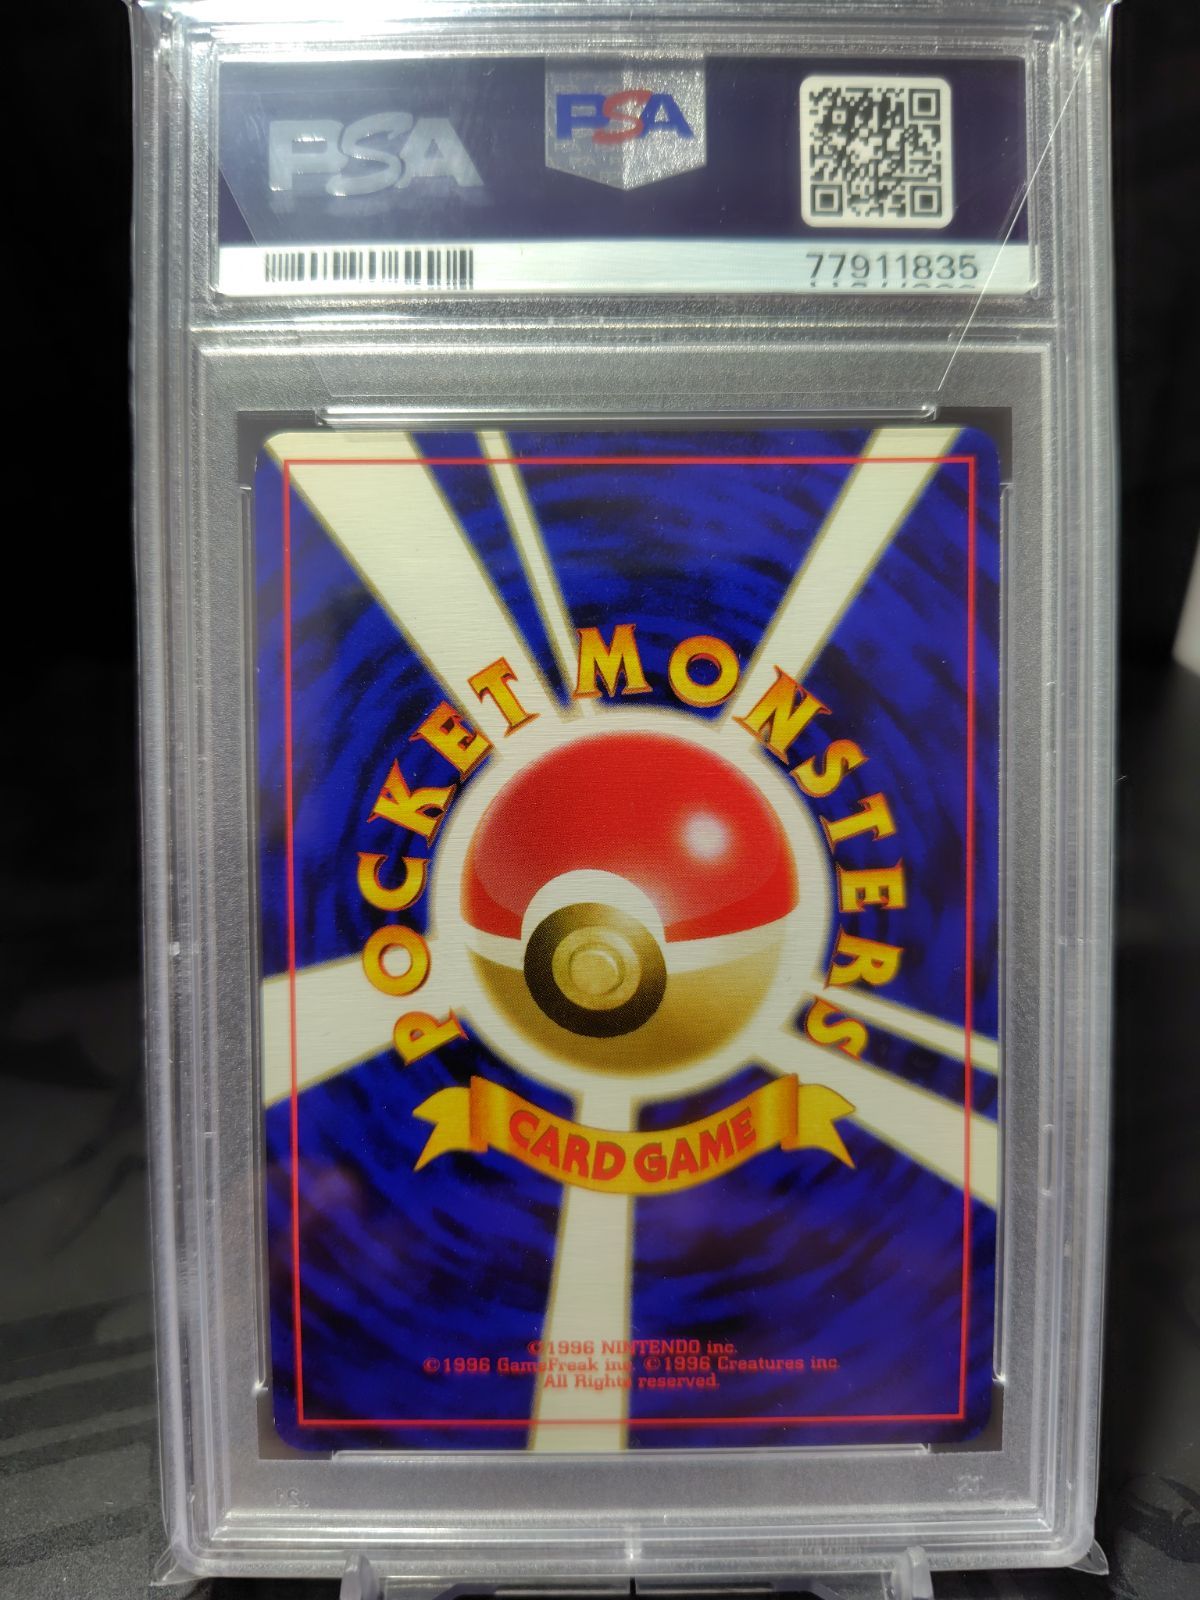 PSA
PSA
77911835
POCKET MONSTERS
CARD GAME
©1996 NINTENDO inc.
©1996 GameFreak inc. ©1996 Creatures inc.
All Rights reserved.